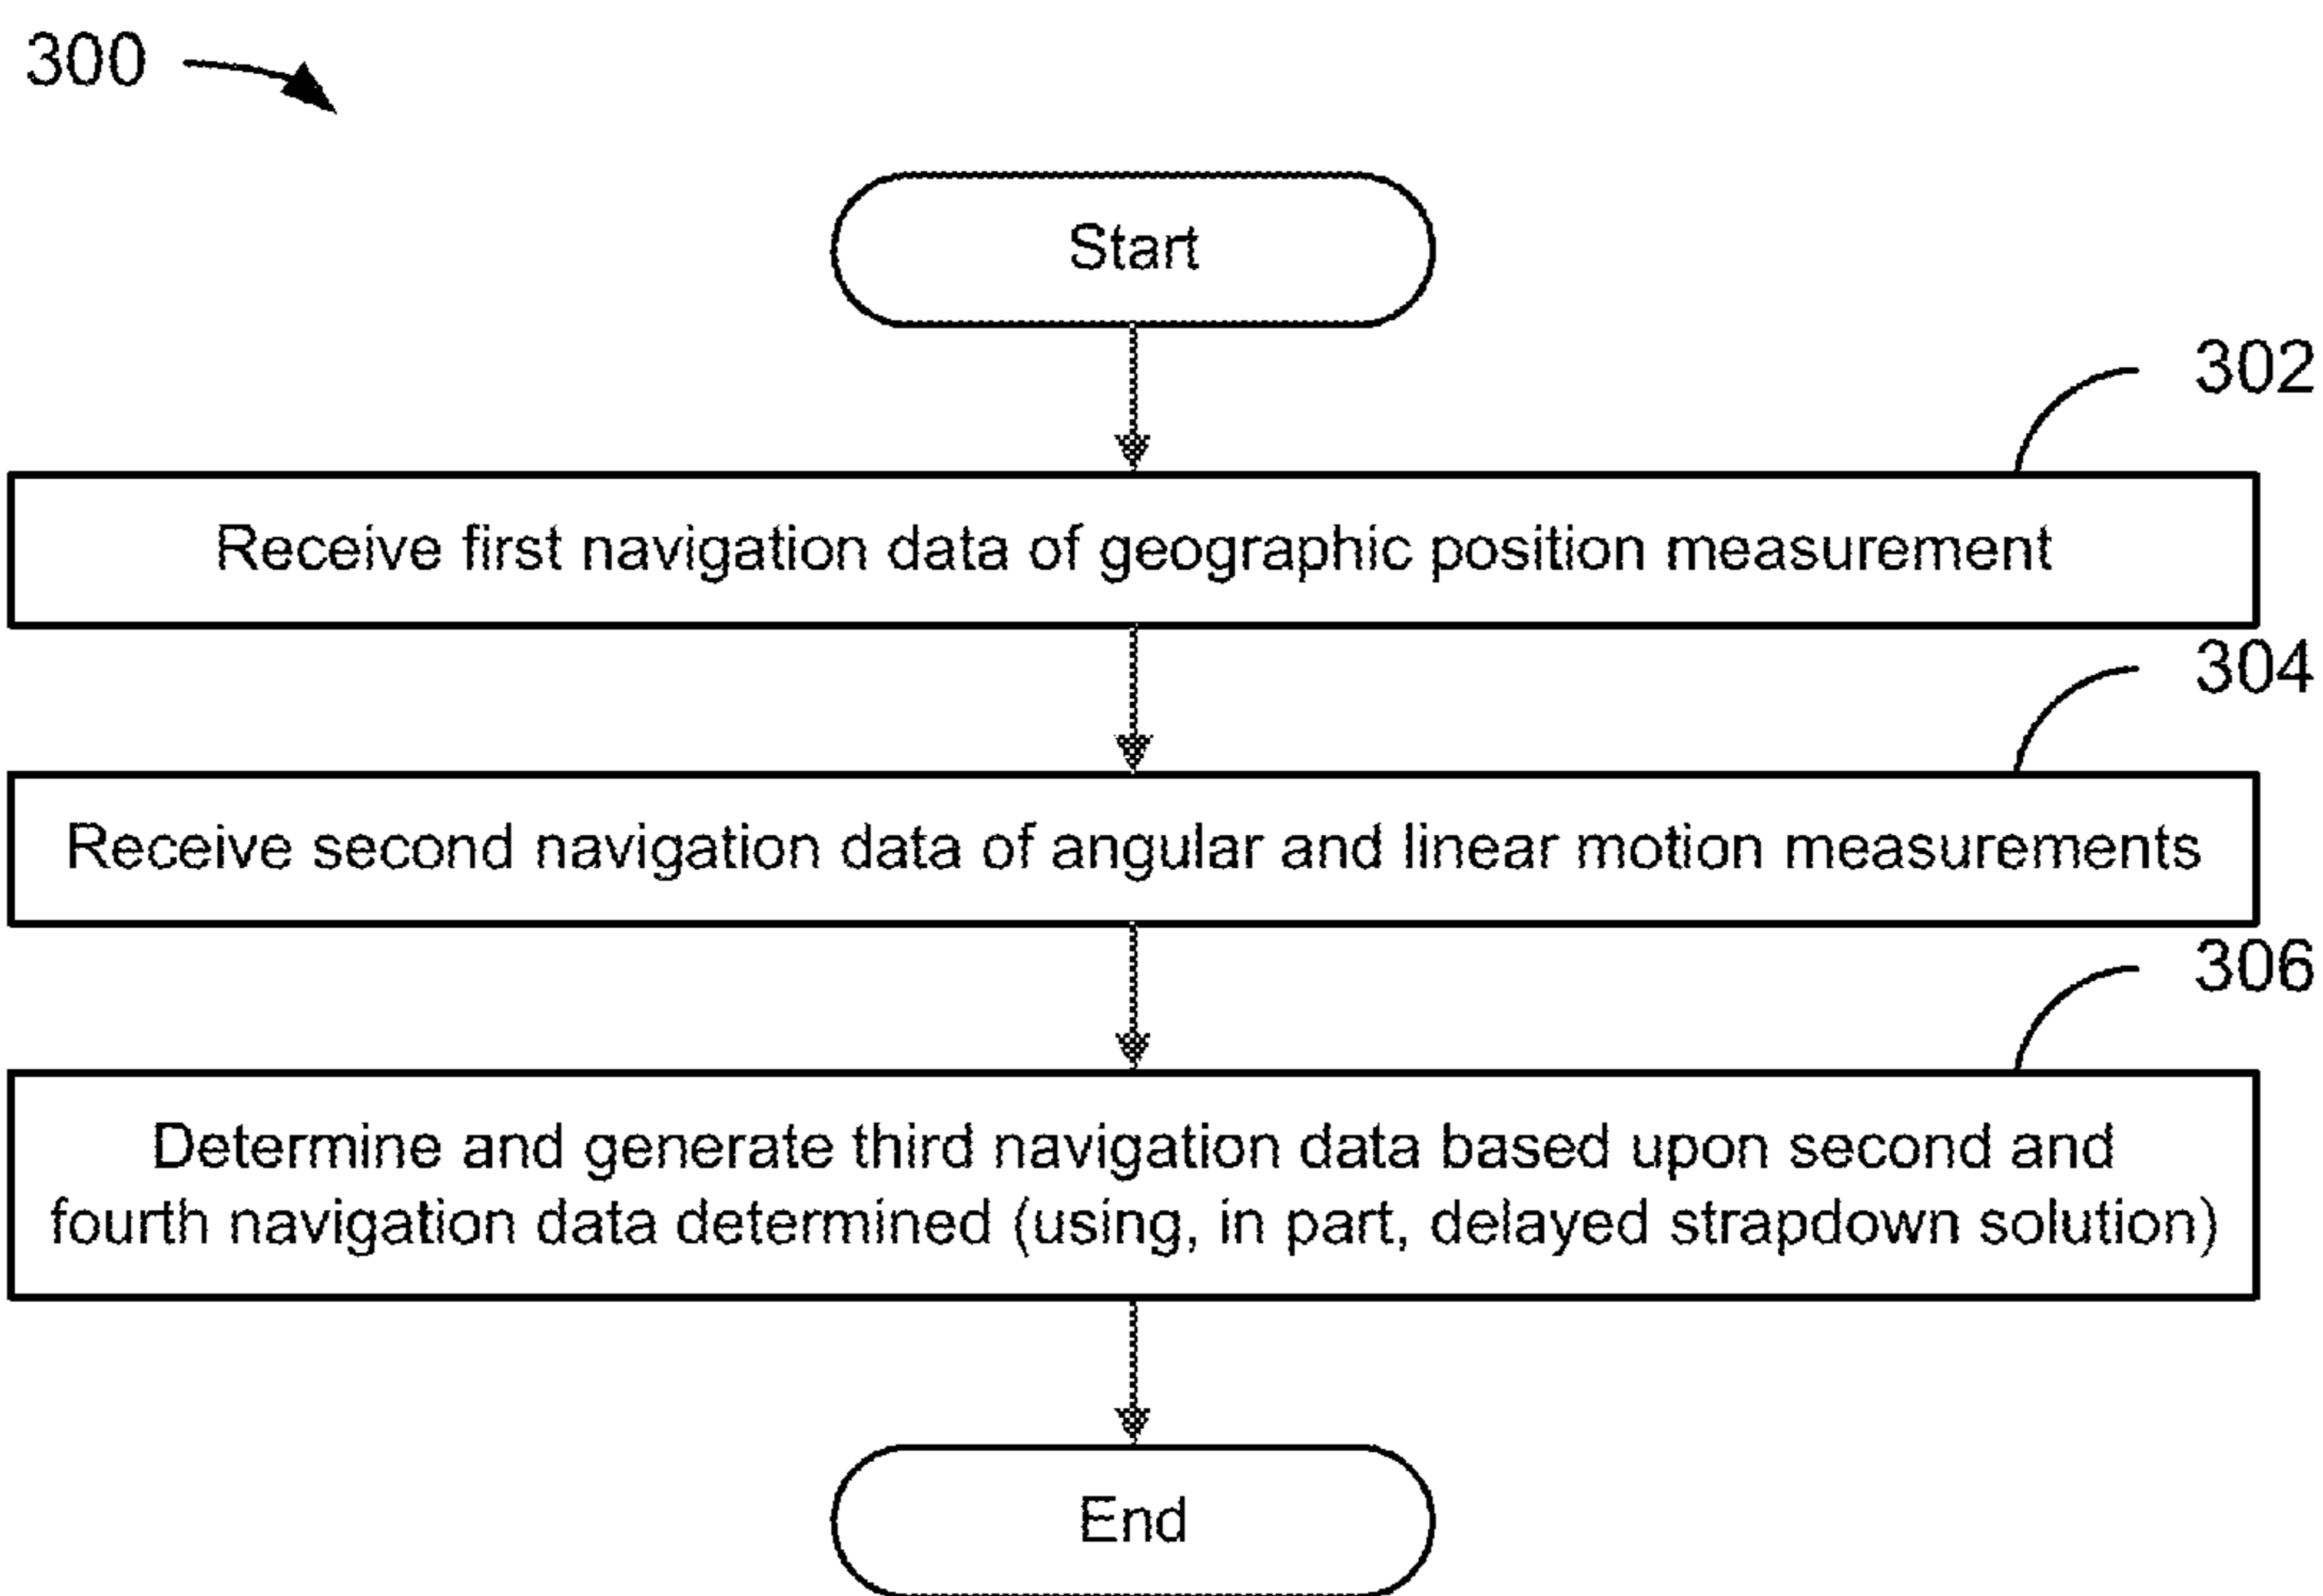 300
Start
302
Receive first navigation data of geographic position measurement
304
Receive second navigation data of angular and linear motion measurements
306
Determine and generate third navigation data based upon second and
fourth navigation data determined (using, in part, delayed strapdown solution)
End